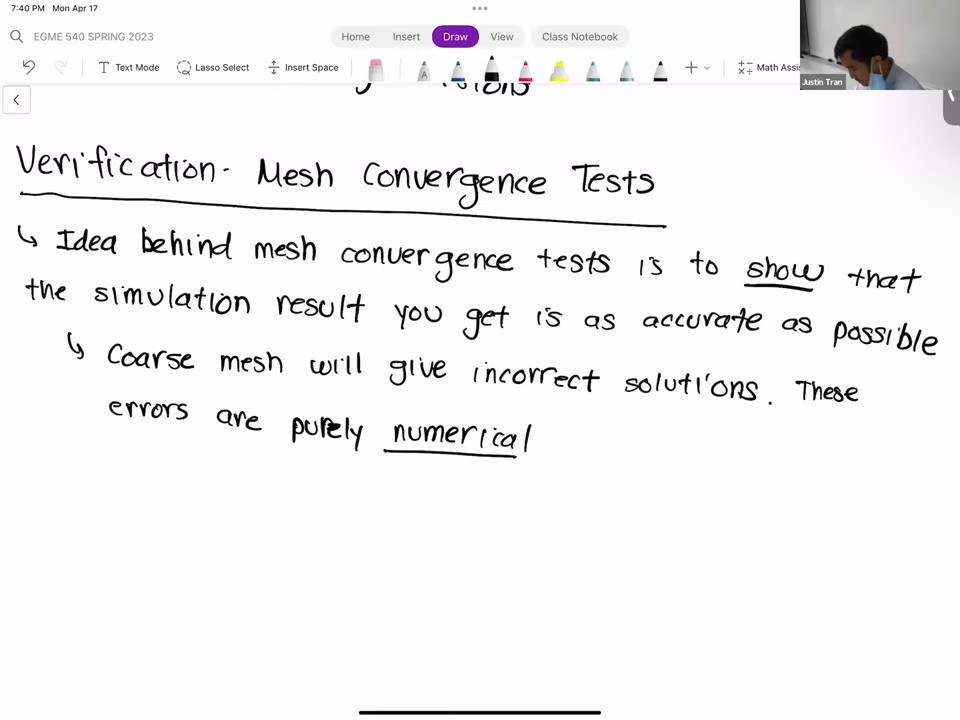 7:40 PM Mon Apr 17
EGME 540 SPRING 2023
Home Insert Draw View Class Notebook
Text Mode Lasso Select Insert Space Math Assis
Justin Tran
Verification - Mesh Convergence Tests
↳ Idea behind mesh convergence tests is to show that
the simulation result you get is as accurate as possible
↳ Coarse mesh will give incorrect solutions. These
errors are purely numerical